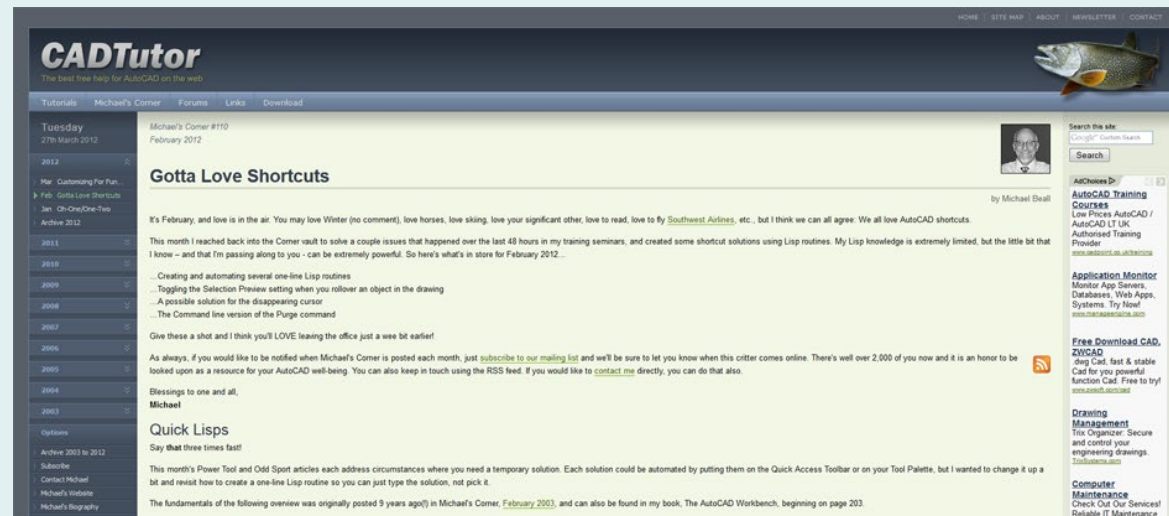 HOME | SITE MAP | ABOUT | NEWSLETTER | CONTACT
CADTutor
The best free help for AutoCAD on the web
Tutorials Michael's Corner Forums Links Download
Tuesday
27th March 2012
2012
Mar Customizing For Fun...
Feb Gotta Love Shortcuts
Jan Oh-One/One-Two
Archive 2012
2011
2010
2009
2008
2007
2006
2005
2004
2003
Options
Archive 2003 to 2012
Subscribe
Contact Michael
Michael's Website
Michael's Biography
Michael's Corner #110
February 2012
Gotta Love Shortcuts
by Michael Beall
It's February, and love is in the air. You may love Winter (no comment), love horses, love skiing, love your significant other, love to read, love to fly Southwest Airlines, etc., but I think we can all agree: We all love AutoCAD shortcuts.
This month I reached back into the Corner vault to solve a couple issues that happened over the last 48 hours in my training seminars, and created some shortcut solutions using Lisp routines. My Lisp knowledge is extremely limited, but the little bit that
I know – and that I'm passing along to you - can be extremely powerful. So here's what's in store for February 2012...
...Creating and automating several one-line Lisp routines
...Toggling the Selection Preview setting when you rollover an object in the drawing
...A possible solution for the disappearing cursor
...The Command line version of the Purge command
Give these a shot and I think you'll LOVE leaving the office just a wee bit earlier!
As always, if you would like to be notified when Michael's Corner is posted each month, just subscribe to our mailing list and we'll be sure to let you know when this critter comes online. There's well over 2,000 of you now and it is an honor to be
looked upon as a resource for your AutoCAD well-being. You can also keep in touch using the RSS feed. If you would like to contact me directly, you can do that also.
Blessings to one and all,
Michael
Quick Lisps
Say that three times fast!
This month's Power Tool and Odd Sport articles each address circumstances where you need a temporary solution. Each solution could be automated by putting them on the Quick Access Toolbar or on your Tool Palette, but I wanted to change it up a
bit and revisit how to create a one-line Lisp routine so you can just type the solution, not pick it.
The fundamentals of the following overview was originally posted 9 years ago(!) in Michael's Corner, February 2003, and can also be found in my book, The AutoCAD Workbench, beginning on page 203.
Search this site:
Google™ Custom Search
Search
AdChoices
AutoCAD Training
Courses
Low Prices AutoCAD /
AutoCAD LT UK
Authorised Training
Provider
www.cadpoint.co.uk/training
Application Monitor
Monitor App Servers,
Databases, Web Apps,
Systems. Try Now!
www.manageengine.com
Free Download CAD,
ZWCAD
dwg Cad, fast & stable
Cad for you powerful
function Cad. Free to try!
www.zwsoft.com/cad
Drawing
Management
Trix Organizer: Secure
and control your
engineering drawings.
TrixSystems.com
Computer
Maintenance
Check Out Our Services!
Reliable IT Maintenance